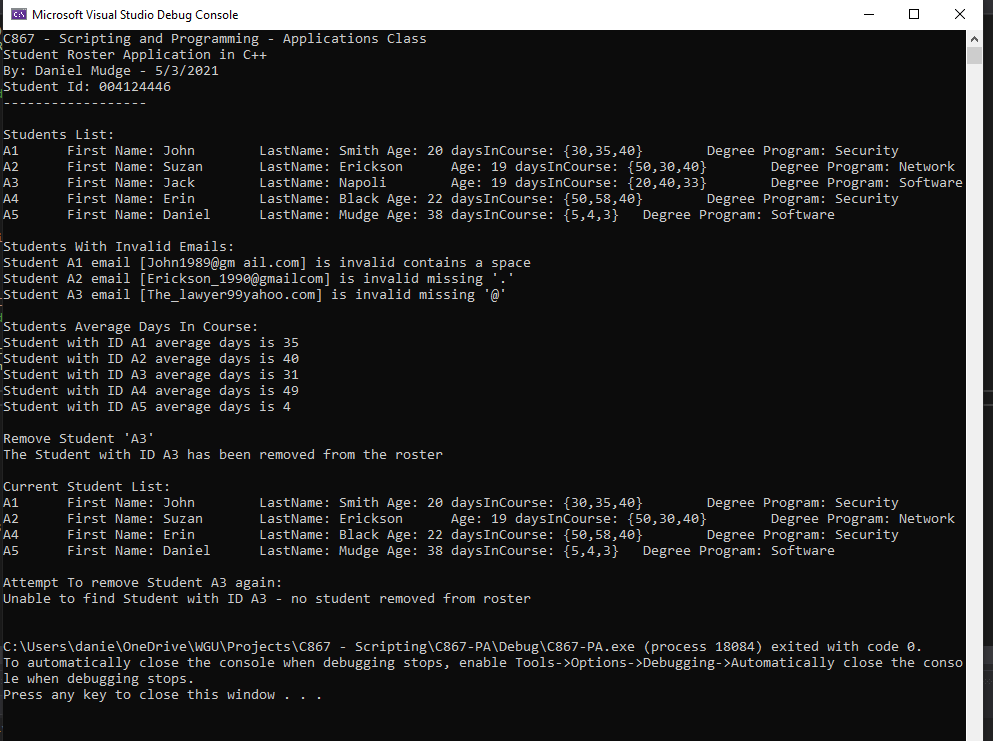 Microsoft Visual Studio Debug Console
C867 - Scripting and Programming - Applications Class
Student Roster Application in C++
By: Daniel Mudge - 5/3/2021
Student Id: 004124446
------------------
Students List:
A1      First Name: John        LastName: Smith Age: 20 daysInCourse: {30,35,40}        Degree Program: Security
A2      First Name: Suzan       LastName: Erickson      Age: 19 daysInCourse: {50,30,40}        Degree Program: Network
A3      First Name: Jack        LastName: Napoli        Age: 19 daysInCourse: {20,40,33}        Degree Program: Software
A4      First Name: Erin        LastName: Black Age: 22 daysInCourse: {50,58,40}        Degree Program: Security
A5      First Name: Daniel      LastName: Mudge Age: 38 daysInCourse: {5,4,3}   Degree Program: Software
Students With Invalid Emails:
Student A1 email [John1989@gm ail.com] is invalid contains a space
Student A2 email [Erickson_1990@gmailcom] is invalid missing '.'
Student A3 email [The_lawyer99yahoo.com] is invalid missing '@'
Students Average Days In Course:
Student with ID A1 average days is 35
Student with ID A2 average days is 40
Student with ID A3 average days is 31
Student with ID A4 average days is 49
Student with ID A5 average days is 4
Remove Student 'A3'
The Student with ID A3 has been removed from the roster
Current Student List:
A1      First Name: John        LastName: Smith Age: 20 daysInCourse: {30,35,40}        Degree Program: Security
A2      First Name: Suzan       LastName: Erickson      Age: 19 daysInCourse: {50,30,40}        Degree Program: Network
A4      First Name: Erin        LastName: Black Age: 22 daysInCourse: {50,58,40}        Degree Program: Security
A5      First Name: Daniel      LastName: Mudge Age: 38 daysInCourse: {5,4,3}   Degree Program: Software
Attempt To remove Student A3 again:
Unable to find Student with ID A3 - no student removed from roster
C:\Users\danie\OneDrive\WGU\Projects\C867 - Scripting\C867-PA\Debug\C867-PA.exe (process 18084) exited with code 0.
To automatically close the console when debugging stops, enable Tools->Options->Debugging->Automatically close the conso
le when debugging stops.
Press any key to close this window . . .